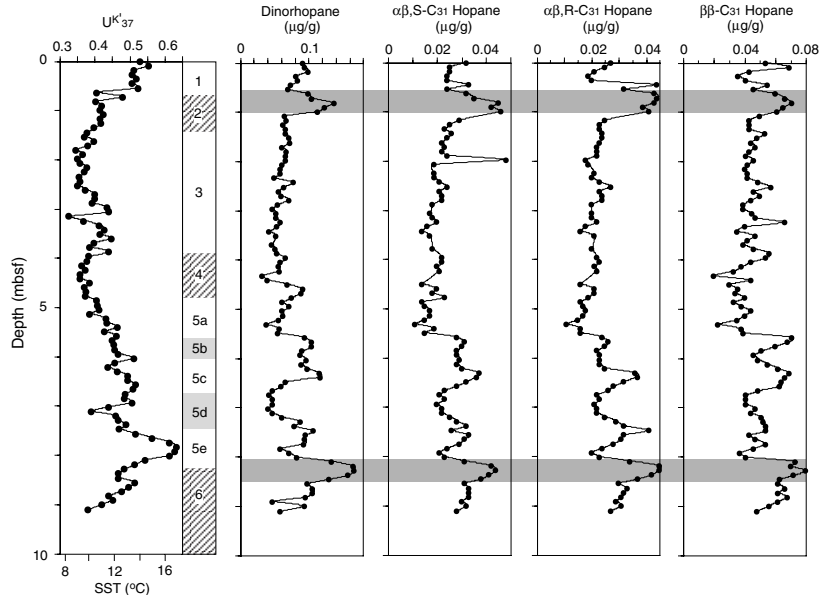 U^K'_37
0.3 0.4 0.5 0.6
Dinorhopane
(µg/g)
0 0.1
αβ,S-C31 Hopane
(µg/g)
0 0.02 0.04
αβ,R-C31 Hopane
(µg/g)
0 0.02 0.04
ββ-C31 Hopane
(µg/g)
0 0.04 0.08
0
5
10
Depth (mbsf)
1
2
3
4
5a
5b
5c
5d
5e
6
8 12 16
SST (ºC)